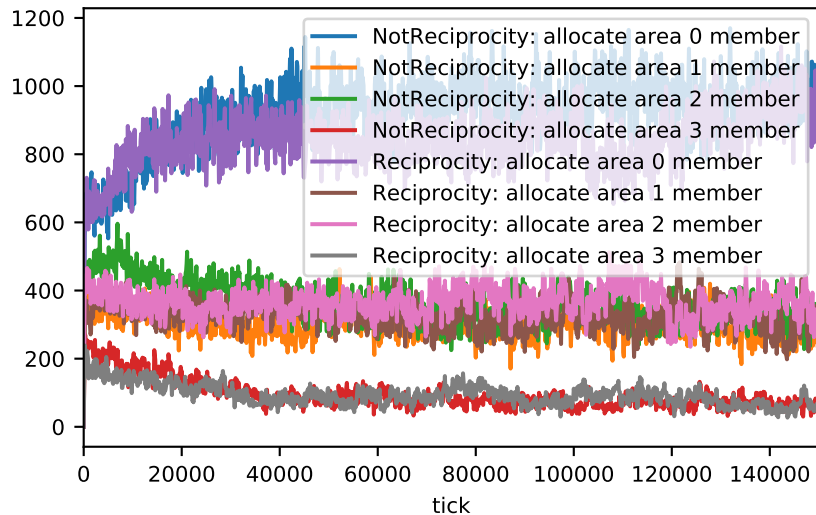 1200
1000
800
600
400
200
0
NotReciprocity: allocate area 0 member
NotReciprocity: allocate area 1 member
NotReciprocity: allocate area 2 member
NotReciprocity: allocate area 3 member
Reciprocity: allocate area 0 member
Reciprocity: allocate area 1 member
Reciprocity: allocate area 2 member
Reciprocity: allocate area 3 member
0 20000 40000 60000 80000 100000 120000 140000
tick